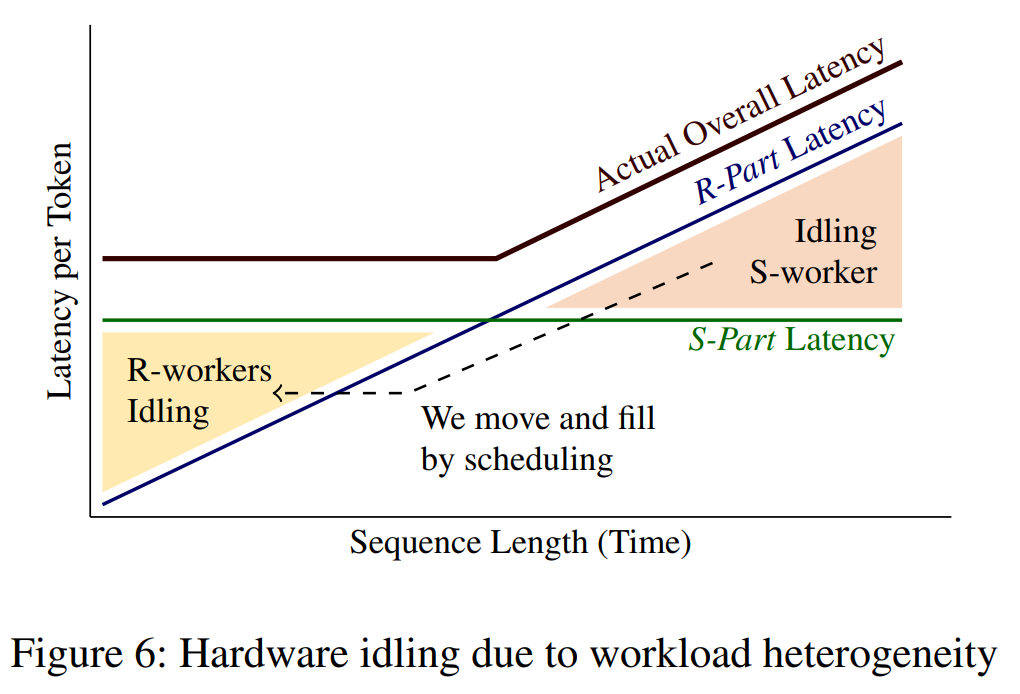 Latency per Token
Actual Overall Latency
R-Part Latency
Idling
S-worker
S-Part Latency
R-workers
Idling
We move and fill
by scheduling
Sequence Length (Time)
Figure 6: Hardware idling due to workload heterogeneity